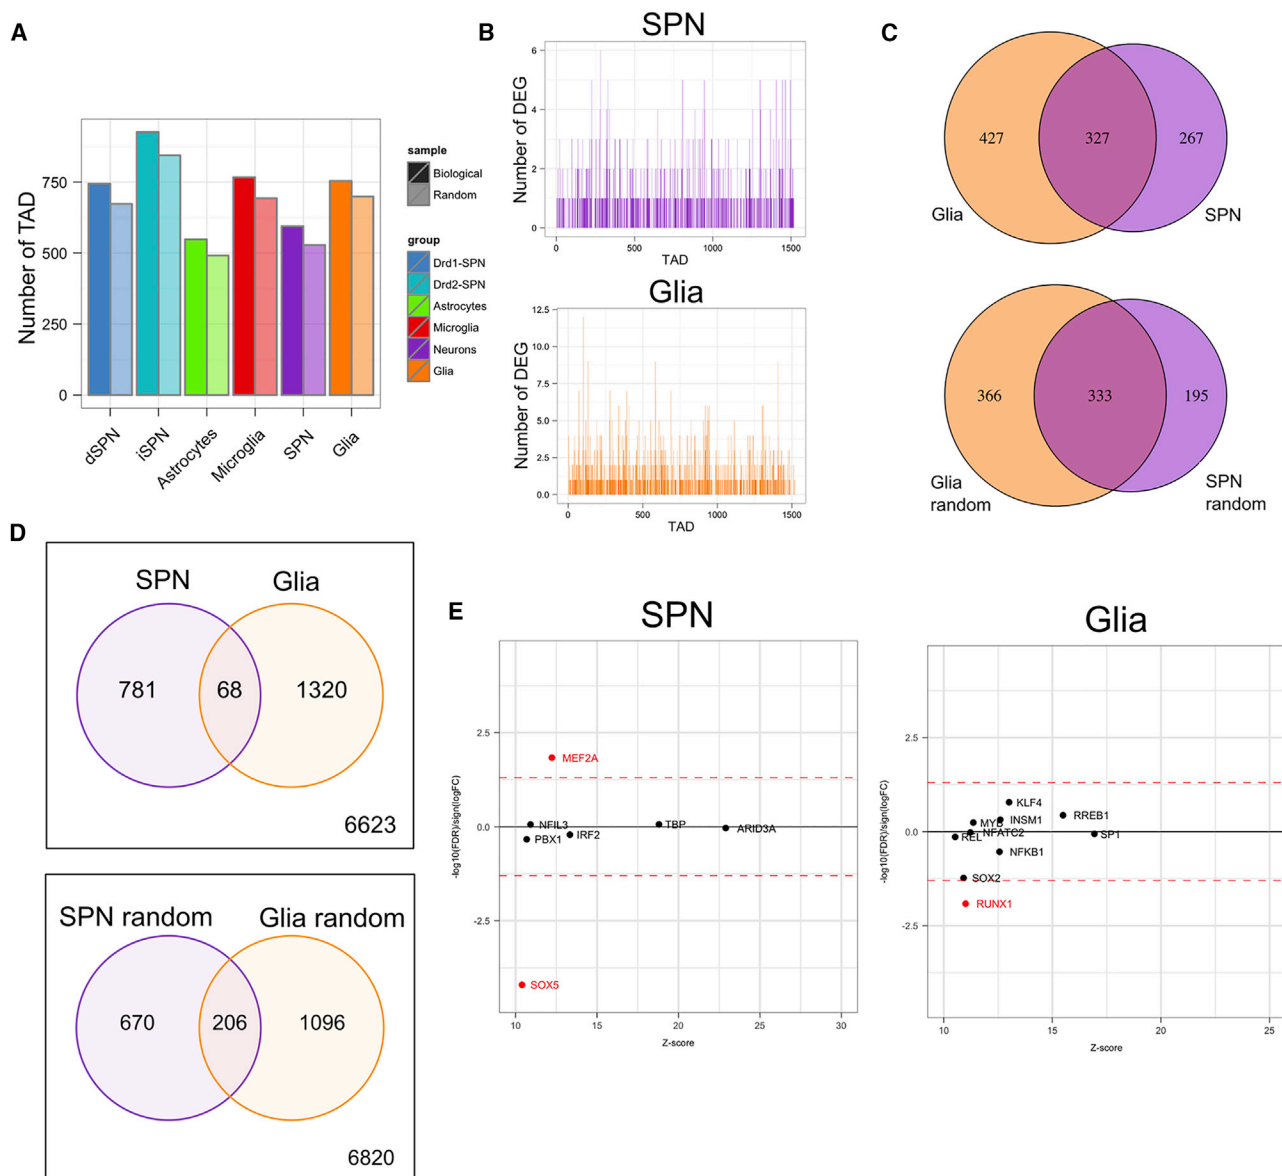 A
Number of TAD
750
500
250
0
dSPN
iSPN
Astrocytes
Microglia
SPN
Glia
sample
Biological
Random
group
Drd1-SPN
Drd2-SPN
Astrocytes
Microglia
Neurons
Glia
B
SPN
Number of DEG
6
4
2
0
0
500
1000
1500
TAD
Glia
Number of DEG
12.5
10.0
7.5
5.0
2.5
0.0
0
500
1000
1500
TAD
C
427
327
267
Glia
SPN
366
333
195
Glia
random
SPN
random
D
SPN
Glia
781
68
1320
6623
SPN random
Glia random
670
206
1096
6820
E
SPN
-log10(FDR)/sign(logFC)
2.5
0.0
-2.5
MEF2A
NFIL3
PBX1
IRF2
TBP
ARID3A
SOX5
10
15
20
25
30
Z-score
Glia
-log10(FDR)/sign(logFC)
2.5
0.0
-2.5
KLF4
MYB
INSM1
RREB1
NFATC2
REL
SP1
NFKB1
SOX2
RUNX1
10
15
20
25
Z-score